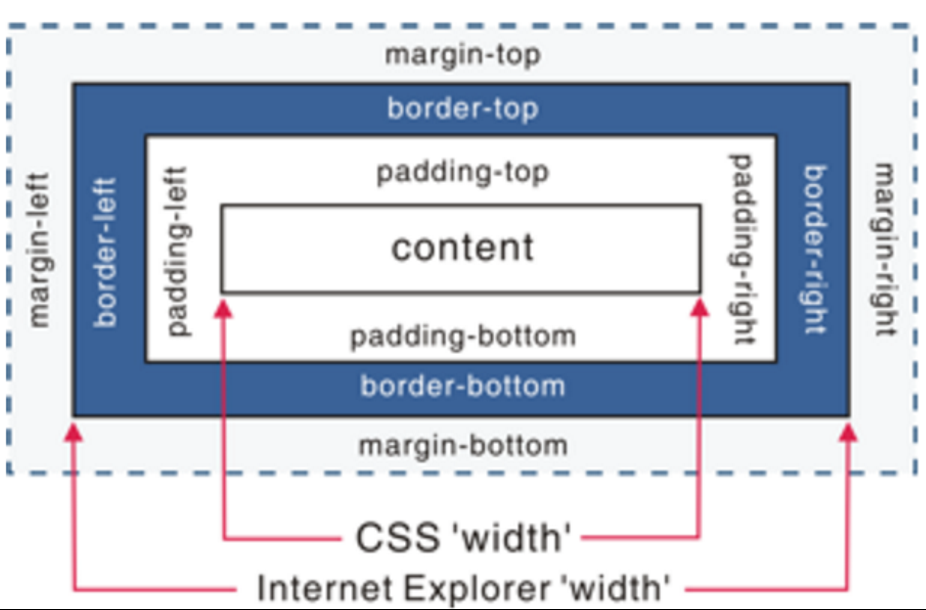 margin-top
border-top
padding-top
margin-left
border-left
padding-left
content
padding-right
border-right
margin-right
padding-bottom
border-bottom
margin-bottom
CSS 'width'
Internet Explorer 'width'